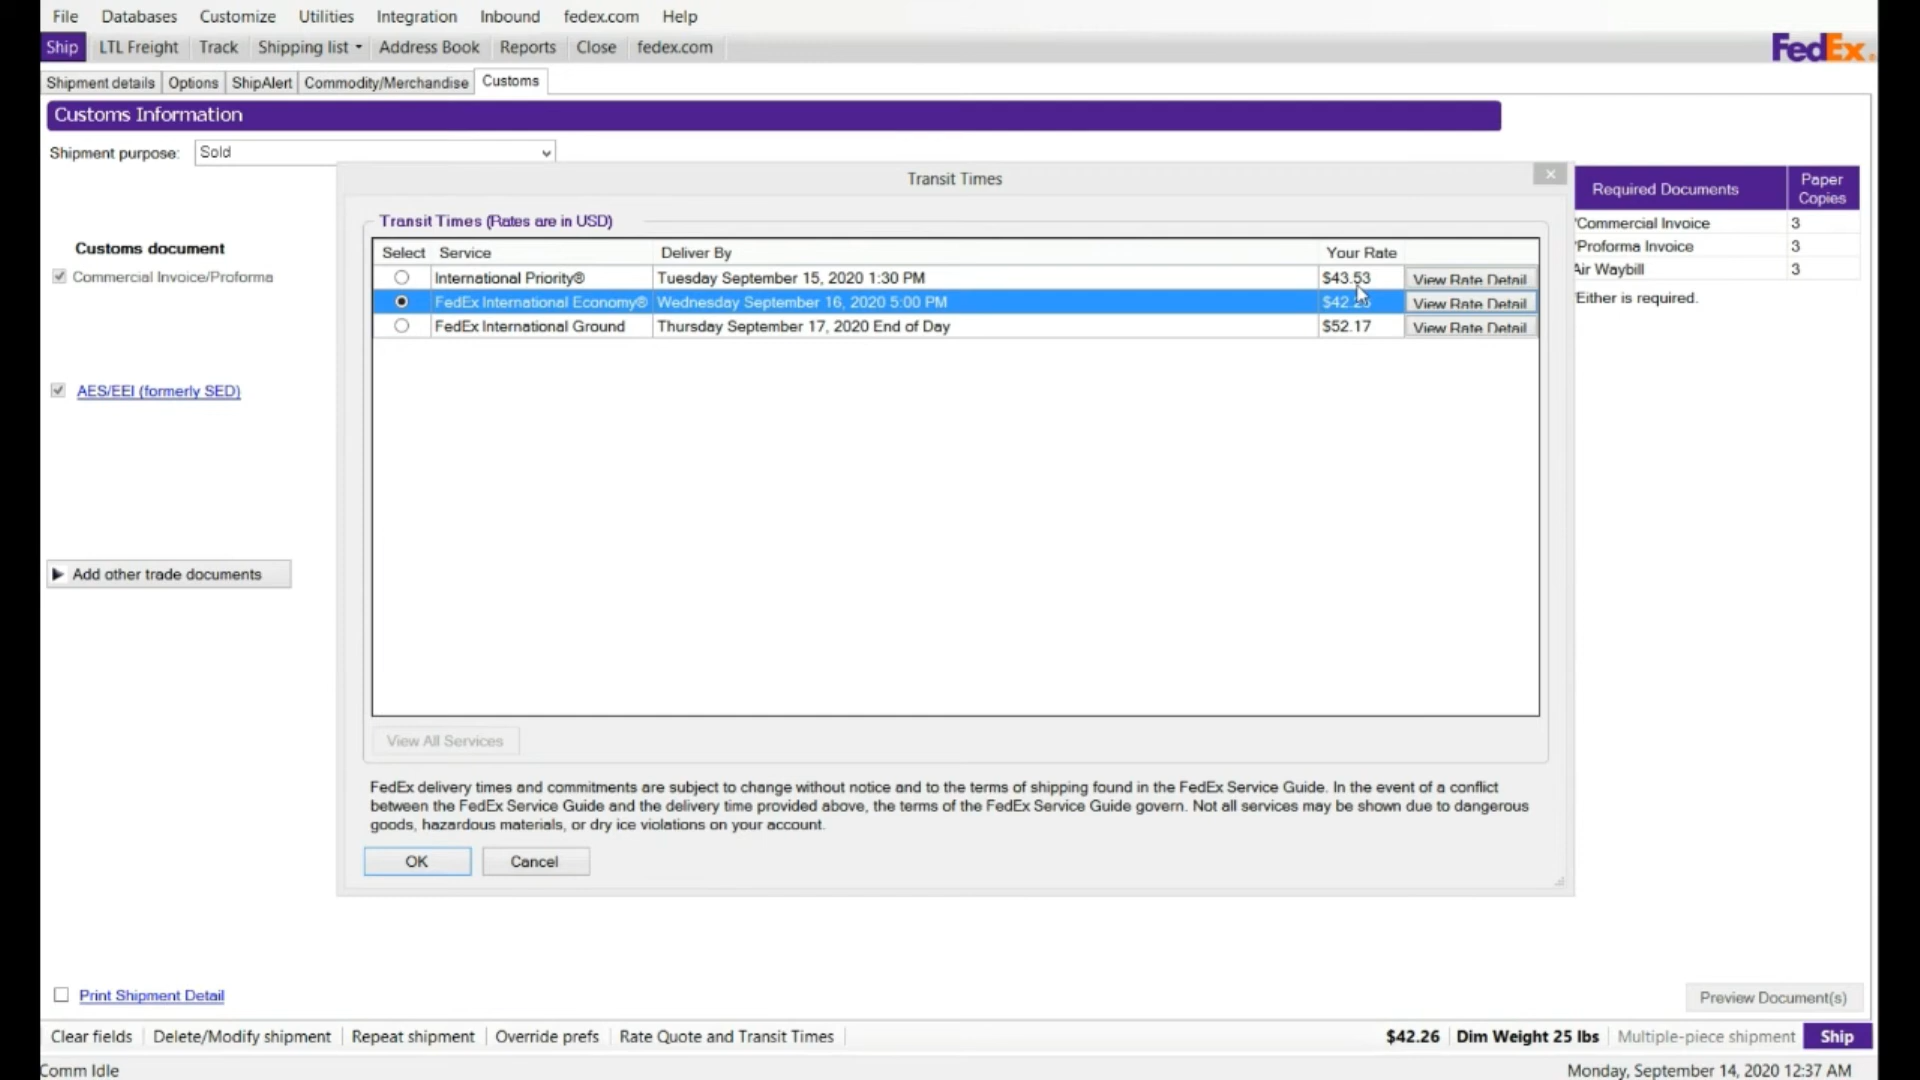 File Databases Customize Utilities Integration Inbound fedex.com Help
Ship LTL Freight Track Shipping list Address Book Reports Close fedex.com
FedEx
Shipment details Options ShipAlert Commodity/Merchandise Customs
Customs Information
Shipment purpose: Sold
Transit Times
Required Documents Paper Copies
Transit Times (Rates are in USD)
*Commercial Invoice 3
*Proforma Invoice 3
Air Waybill 3
*Either is required.
Customs document
Commercial Invoice/Proforma
AES/EEI (formerly SED)
Add other trade documents
Select Service Deliver By Your Rate
International Priority® Tuesday September 15, 2020 1:30 PM $43.53 View Rate Detail
FedEx International Economy® Wednesday September 16, 2020 5:00 PM $42.26 View Rate Detail
FedEx International Ground Thursday September 17, 2020 End of Day $52.17 View Rate Detail
View All Services
FedEx delivery times and commitments are subject to change without notice and to the terms of shipping found in the FedEx Service Guide. In the event of a conflict
between the FedEx Service Guide and the delivery time provided above, the terms of the FedEx Service Guide govern. Not all services may be shown due to dangerous
goods, hazardous materials, or dry ice violations on your account.
OK Cancel
Print Shipment Detail
Preview Document(s)
Clear fields Delete/Modify shipment Repeat shipment Override prefs Rate Quote and Transit Times $42.26 Dim Weight 25 lbs Multiple-piece shipment Ship
Comm Idle Monday, September 14, 2020 12:37 AM